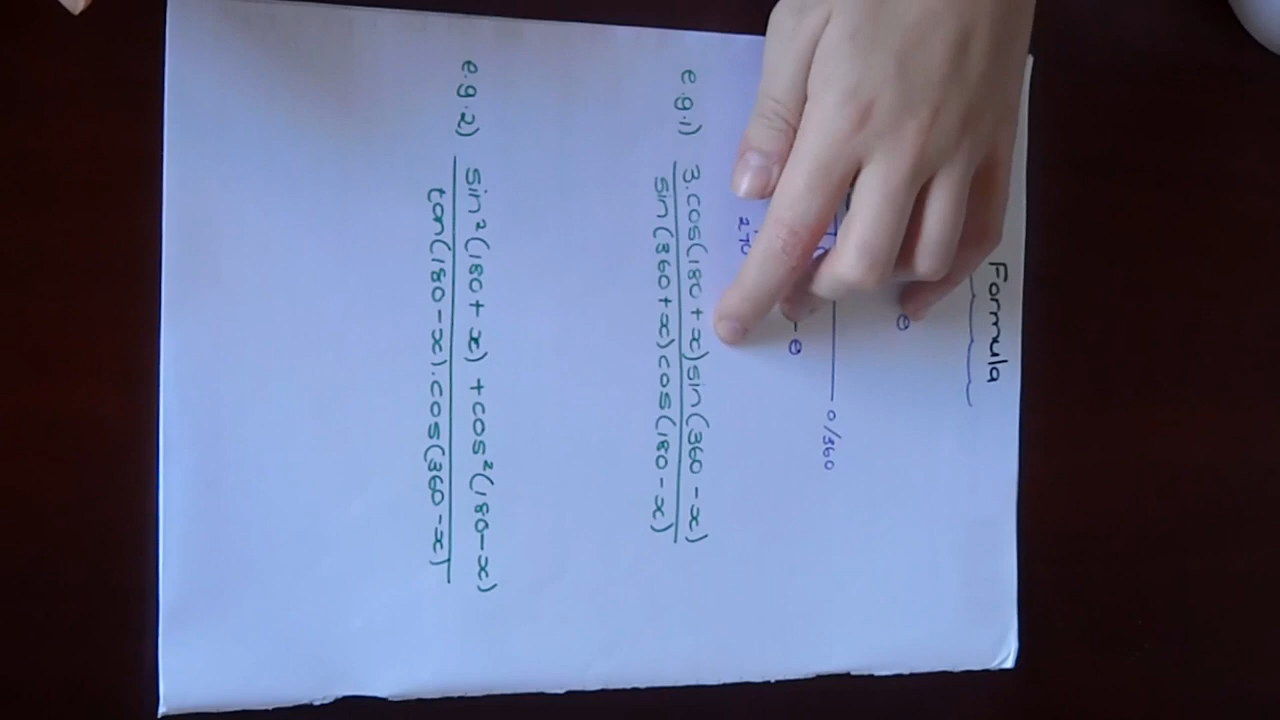 Formula
θ
0/360
θ
270
e.g.1) 3.cos(180+x)sin(360-x)
sin(360+x)cos(180-x)
e.g.2) sin²(180+x)+cos²(180-x)
tan(180-x).cos(360-x)